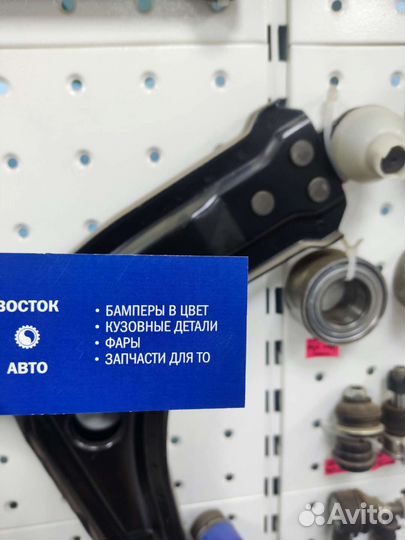 ВОСТОК
АВТО
• БАМПЕРЫ В ЦВЕТ
• КУЗОВНЫЕ ДЕТАЛИ
• ФАРЫ
• ЗАПЧАСТИ ДЛЯ ТО
Avito